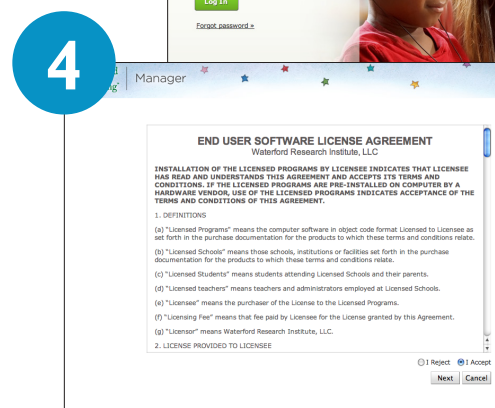 Log In
Forgot password »
4
Manager
END USER SOFTWARE LICENSE AGREEMENT
Waterford Research Institute, LLC
INSTALLATION OF THE LICENSED PROGRAMS BY LICENSEE INDICATES THAT LICENSEE
HAS READ AND UNDERSTANDS THIS AGREEMENT AND ACCEPTS ITS TERMS AND
CONDITIONS. IF THE LICENSED PROGRAMS ARE PRE-INSTALLED ON COMPUTER BY A
HARDWARE VENDOR, USE OF THE LICENSED PROGRAMS INDICATES ACCEPTANCE OF THE
TERMS AND CONDITIONS OF THIS AGREEMENT.
1. DEFINITIONS
(a) "Licensed Programs" means the computer software in object code format Licensed to Licensee as
set forth in the purchase documentation for the products to which these terms and conditions relate.
(b) "Licensed Schools" means those schools, institutions or facilities set forth in the purchase
documentation for the products to which these terms and conditions relate.
(c) "Licensed Students" means students attending Licensed Schools and their parents.
(d) "Licensed teachers" means teachers and administrators employed at Licensed Schools.
(e) "Licensee" means the purchaser of the License to the Licensed Programs.
(f) "Licensing Fee" means that fee paid by Licensee for the License granted by this Agreement.
(g) "Licensor" means Waterford Research Institute, LLC.
2. LICENSE PROVIDED TO LICENSEE
I Reject I Accept
Next Cancel